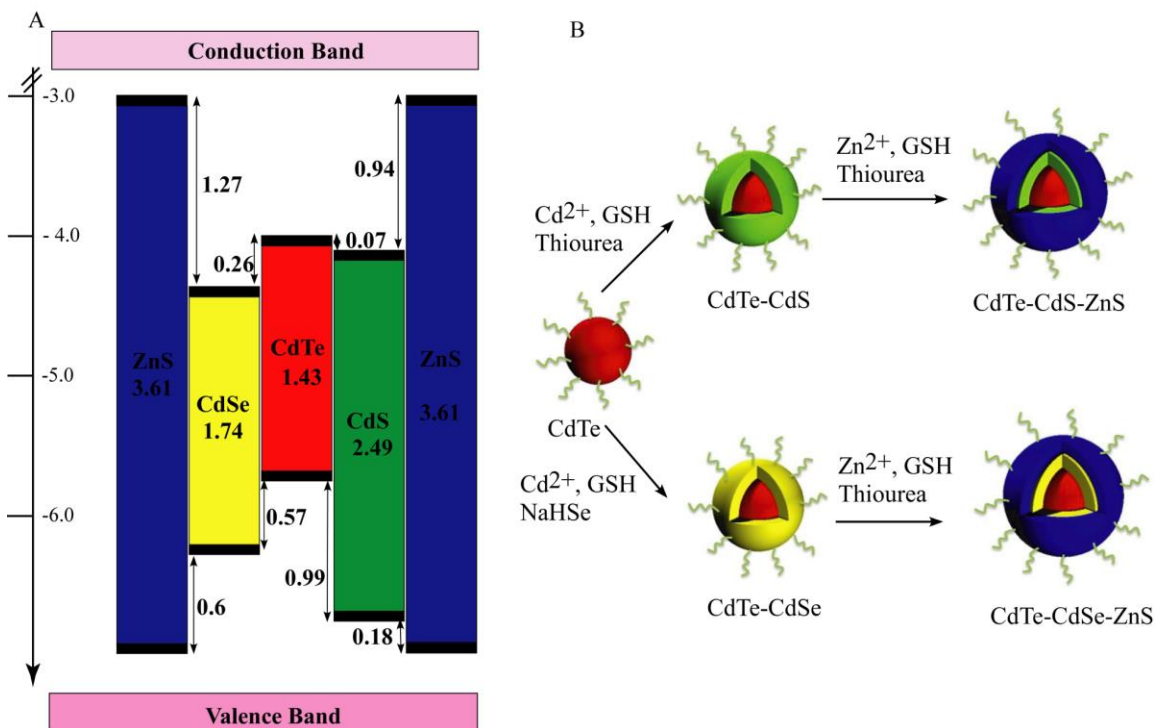 A
Conduction Band
-3.0
- 4.0
-5.0
-6.0
1.27
0.94
0.26
0.07
ZnS
3.61
CdSe
1.74
CdTe
1.43
CdS
2.49
ZnS
3.61
0.57
0.99
0.6
0.18
Valence Band
B
Cd2+, GSH
Thiourea
CdTe-CdS
Zn2+, GSH
Thiourea
CdTe-CdS-ZnS
CdTe
Cd2+, GSH
NaHSe
CdTe-CdSe
Zn2+, GSH
Thiourea
CdTe-CdSe-ZnS